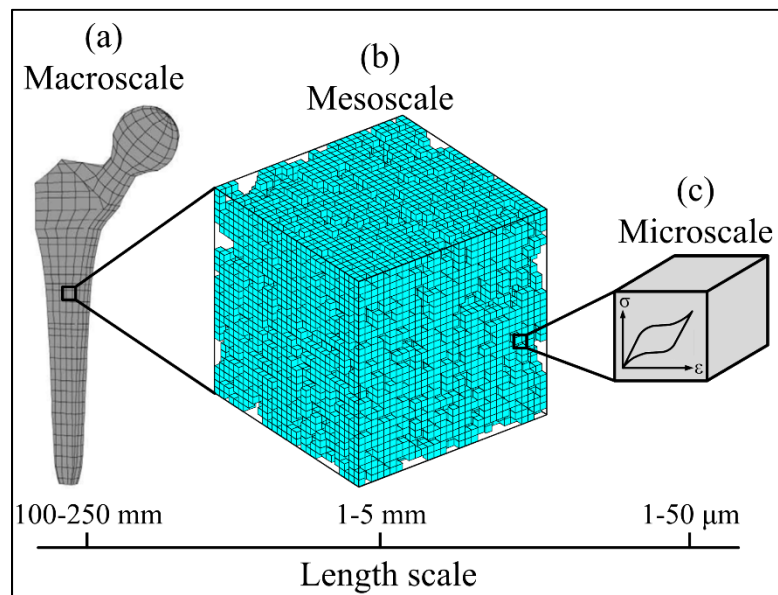 (a)
Macroscale
(b)
Mesoscale
(c)
Microscale
σ
ε
100-250 mm
1-5 mm
1-50 μm
Length scale